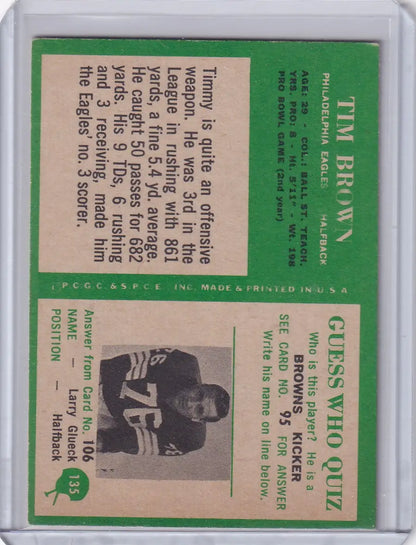 TIM BROWN
PHILADELPHIA EAGLES HALFBACK
AGE: 29 - COL.: BALL ST. TEACH.
YRS. PRO: 8 - Ht. 5'11" - Wt. 198
PRO BOWL GAME (2nd year)
Timmy is quite an offensive
weapon. He was 3rd in the
League in rushing with 861
yards, a fine 5.4 yd. average.
He caught 50 passes for 682
yards. His 9 TDs, 6 rushing
and 3 receiving, made him
the Eagles' no. 3 scorer.
P.C.G.C. & S.P.C.E. INC. MADE & PRINTED IN U.S.A
GUESS WHO QUIZ
Who is this player? He is a
BROWNS KICKER
SEE CARD NO. 95 FOR ANSWER
Write his name on line below.
76
Answer from Card No. 106
NAME — Larry Glueck
POSITION — Halfback
135